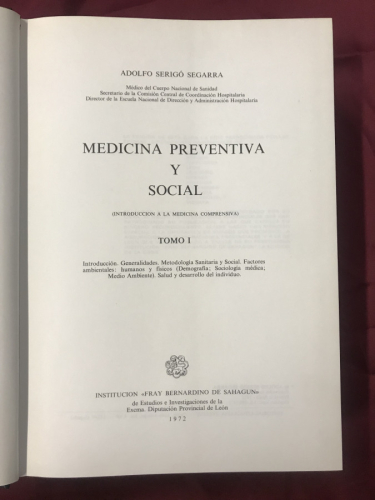 ADOLFO SERIGÓ SEGARRA
Médico del Cuerpo Nacional de Sanidad
Secretario de la Comisión Central de Coordinación Hospitalaria
Director de la Escuela Nacional de Dirección y Administración Hospitalaria
MEDICINA PREVENTIVA
Y
SOCIAL
(INTRODUCCION A LA MEDICINA COMPRENSIVA)
TOMO I
Introducción. Generalidades. Metodología Sanitaria y Social. Factores
ambientales: humanos y físicos (Demografía; Sociología médica;
Medio Ambiente). Salud y desarrollo del individuo.
INSTITUCION «FRAY BERNARDINO DE SAHAGUN»
de Estudios e Investigaciones de la
Excma. Diputación Provincial de León
1972